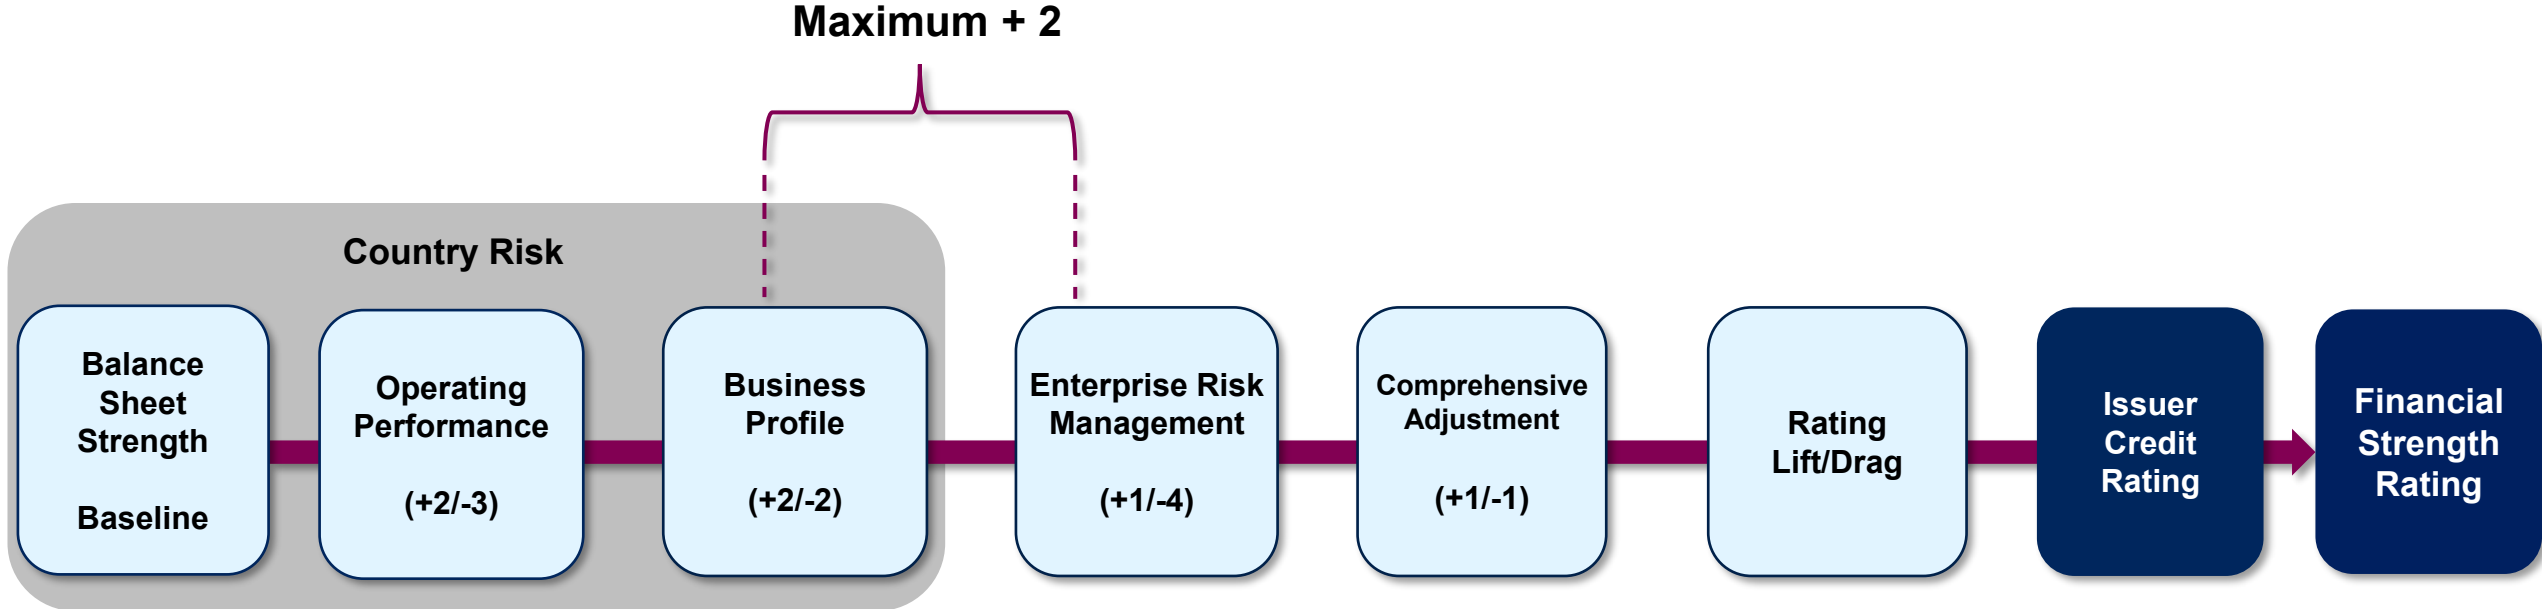 Maximum + 2
Country Risk
Balance
Sheet
Strength
Baseline
Operating
Performance
(+2/-3)
Business
Profile
(+2/-2)
Enterprise Risk
Management
(+1/-4)
Comprehensive
Adjustment
(+1/-1)
Rating
Lift/Drag
Issuer
Credit
Rating
Financial
Strength
Rating